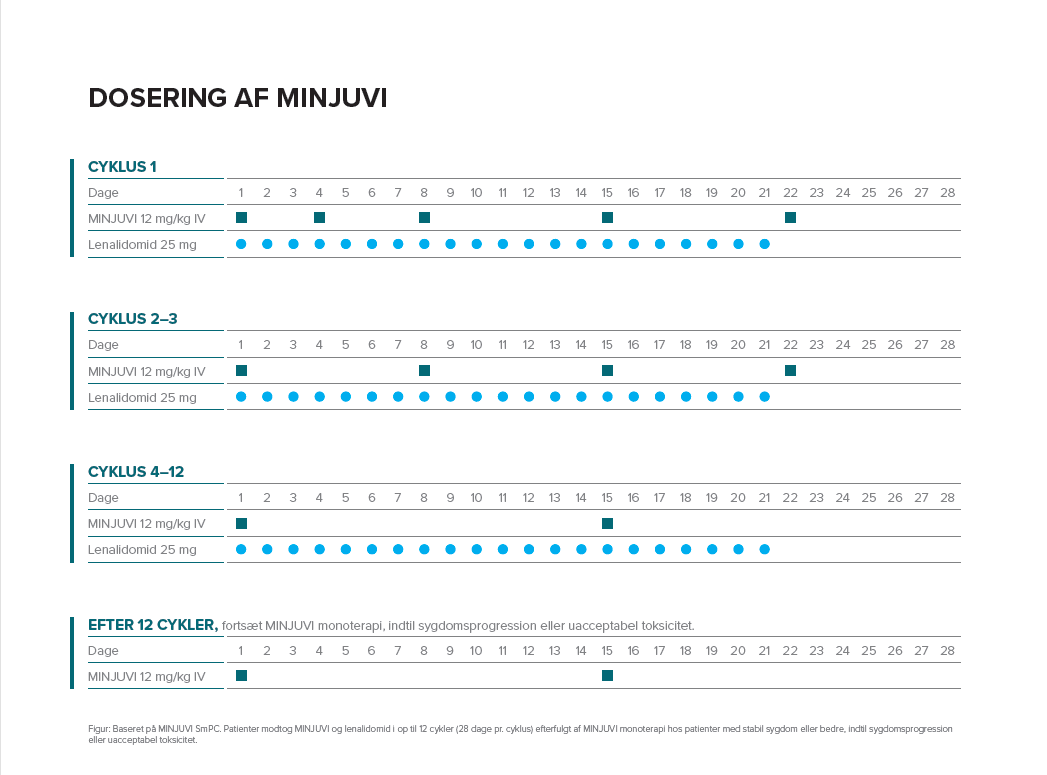 DOSERING AF MINJUVI
CYKLUS 1
Dage 1 2 3 4 5 6 7 8 9 10 11 12 13 14 15 16 17 18 19 20 21 22 23 24 25 26 27 28
MINJUVI 12 mg/kg IV
Lenalidomid 25 mg
CYKLUS 2–3
Dage 1 2 3 4 5 6 7 8 9 10 11 12 13 14 15 16 17 18 19 20 21 22 23 24 25 26 27 28
MINJUVI 12 mg/kg IV
Lenalidomid 25 mg
CYKLUS 4–12
Dage 1 2 3 4 5 6 7 8 9 10 11 12 13 14 15 16 17 18 19 20 21 22 23 24 25 26 27 28
MINJUVI 12 mg/kg IV
Lenalidomid 25 mg
EFTER 12 CYKLER, fortsæt MINJUVI monoterapi, indtil sygdomsprogression eller uacceptabel toksicitet.
Dage 1 2 3 4 5 6 7 8 9 10 11 12 13 14 15 16 17 18 19 20 21 22 23 24 25 26 27 28
MINJUVI 12 mg/kg IV
Figur: Baseret på MINJUVI SmPC. Patienter modtog MINJUVI og lenalidomid i op til 12 cykler (28 dage pr. cyklus) efterfulgt af MINJUVI monoterapi hos patienter med stabil sygdom eller bedre, indtil sygdomsprogression
eller uacceptabel toksicitet.